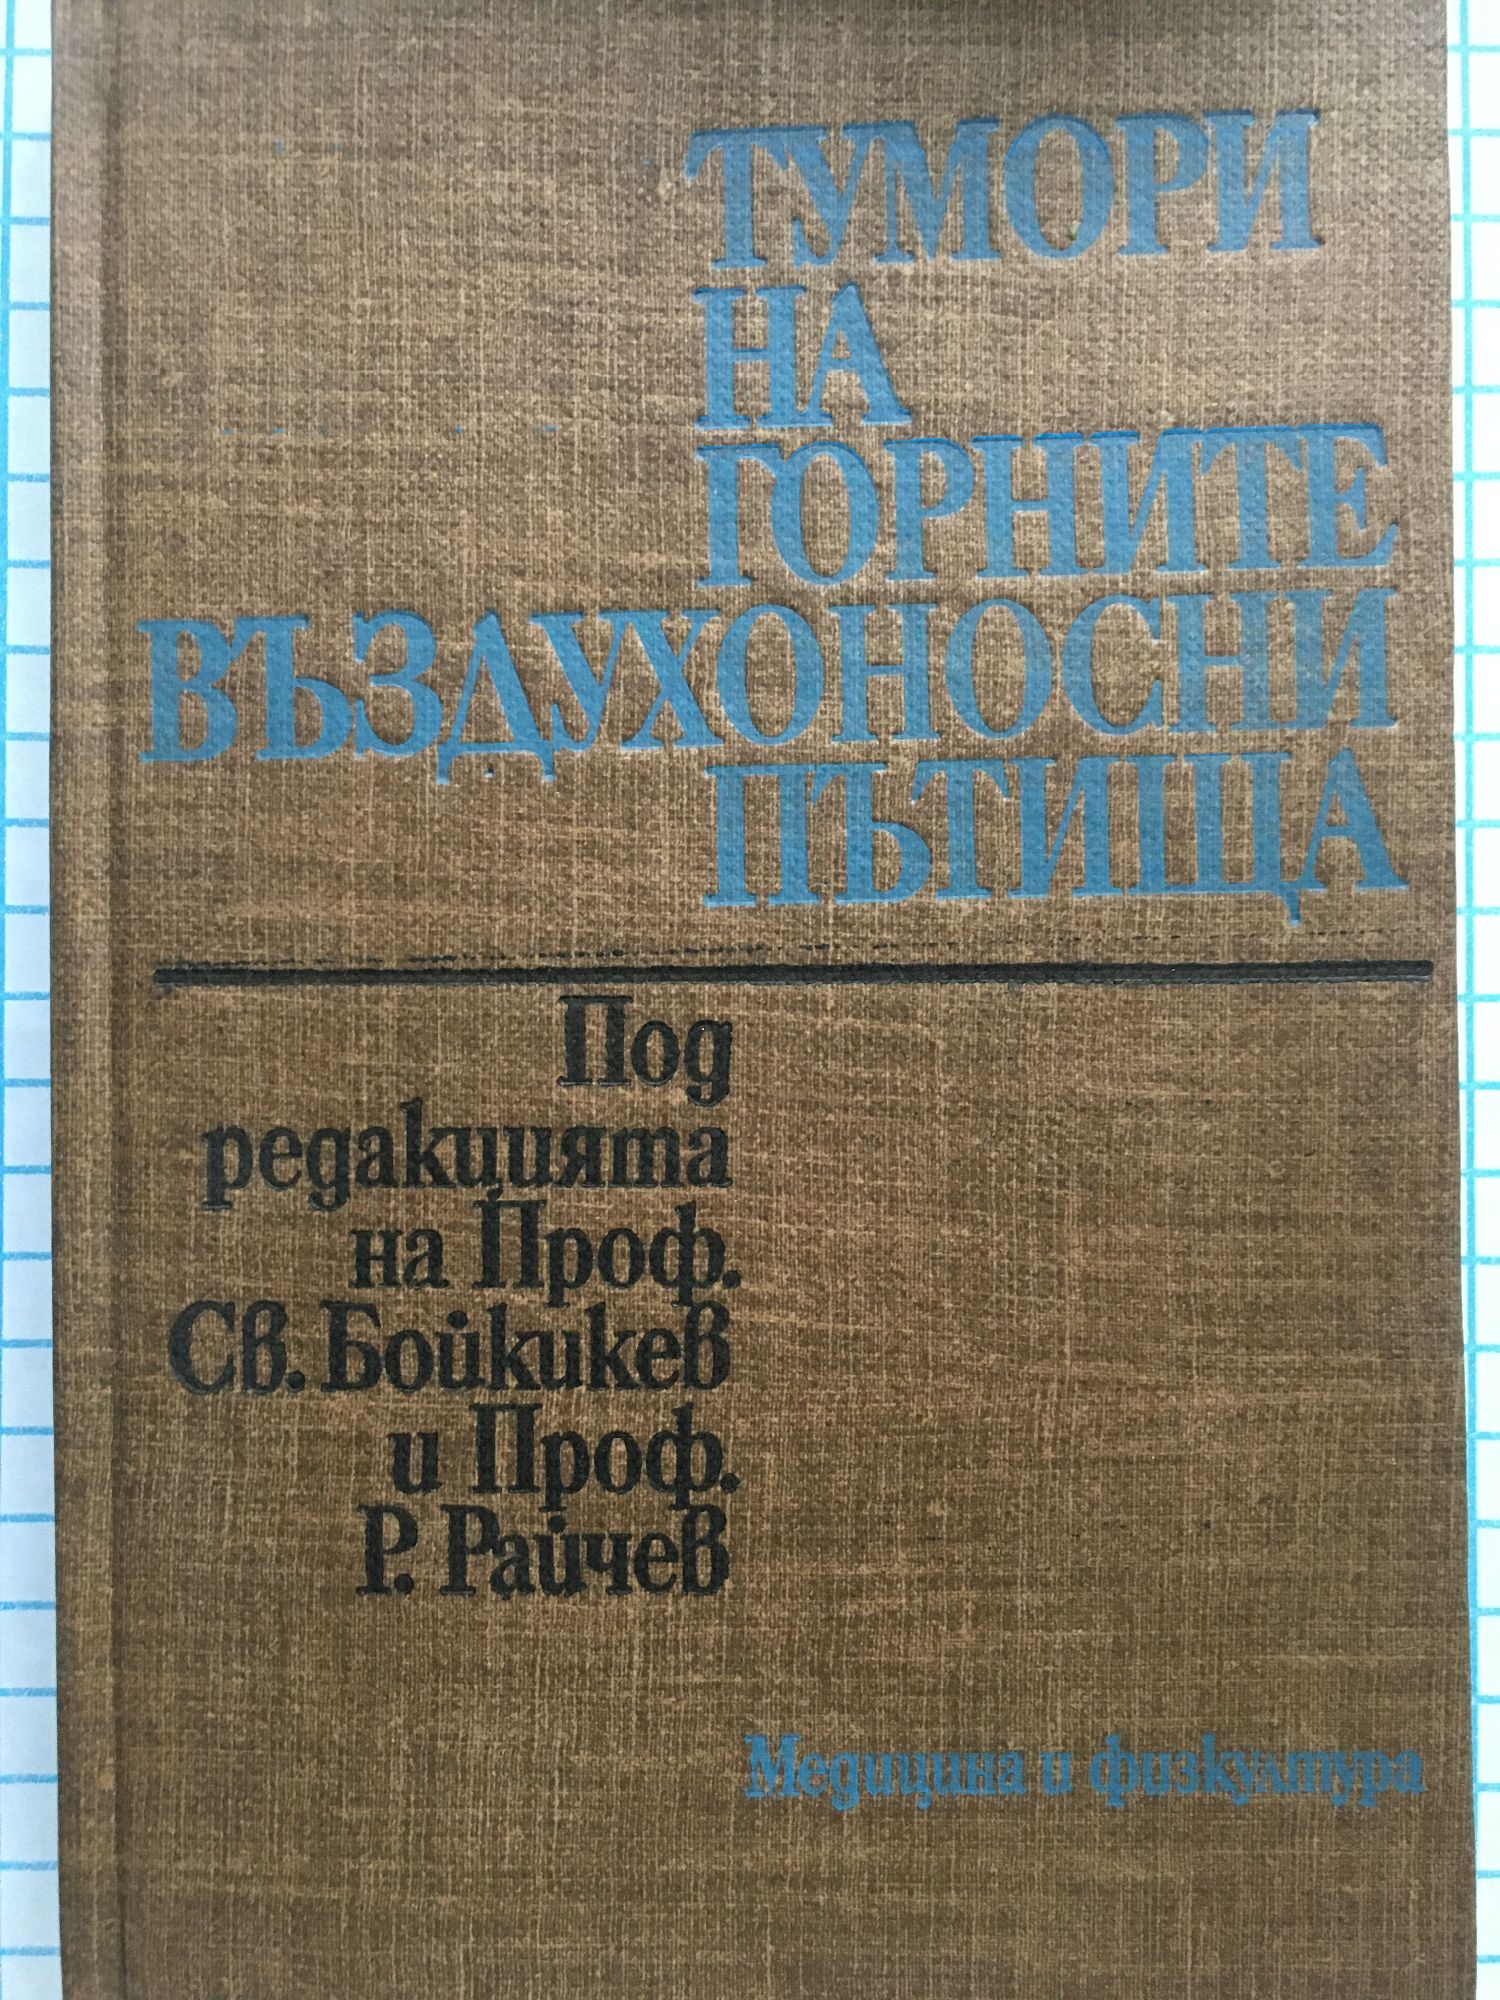 ТУМОРИ
НА
ГОРНИТЕ
ВЪЗДУХОНОСНИ
ПЪТИЩА
Под
редакцията
на Проф.
Св. Бойкикев
и Проф.
Р. Райчев
Медицина и физкултура